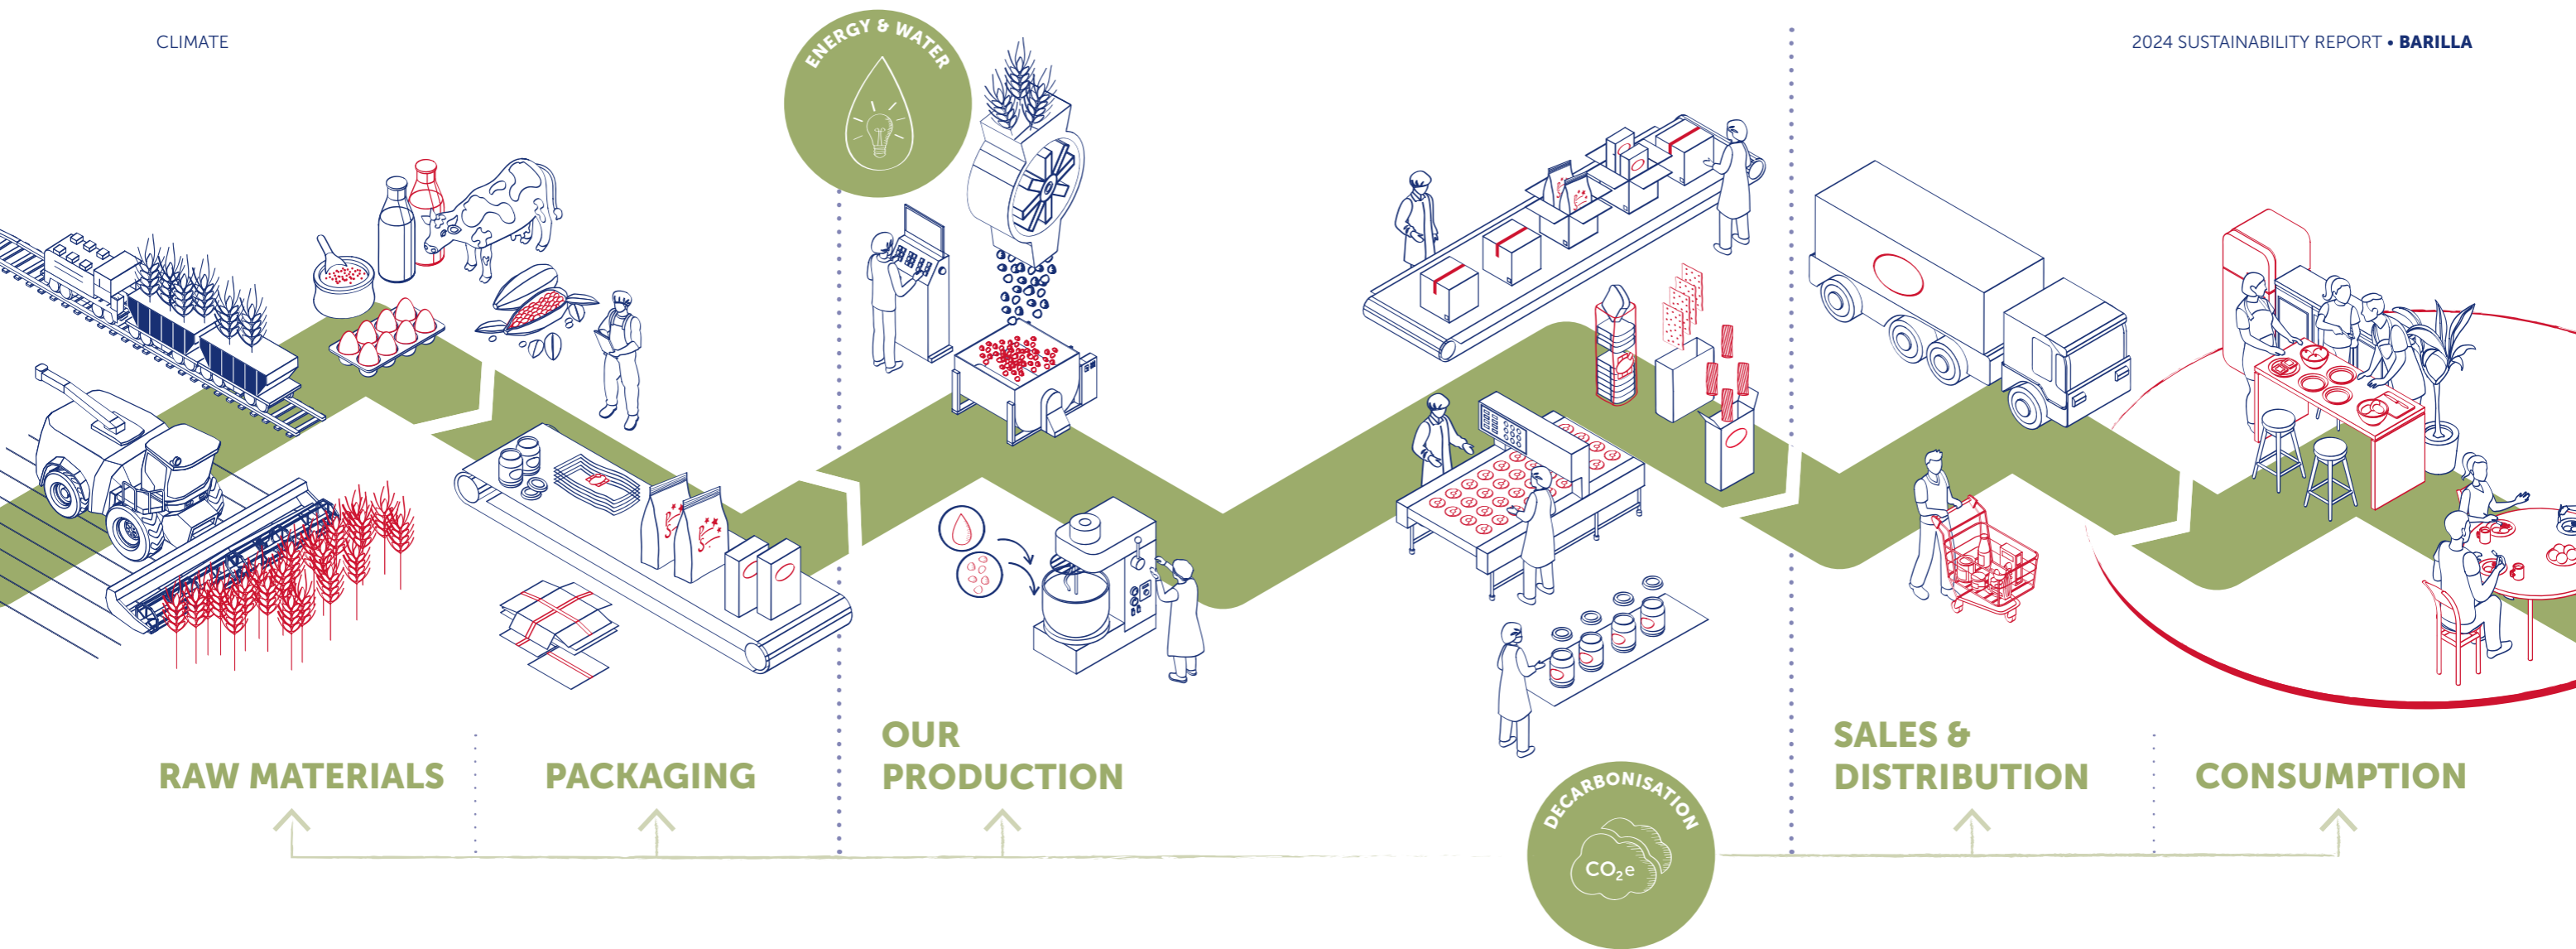 CLIMATE
2024 SUSTAINABILITY REPORT • BARILLA
ENERGY & WATER
RAW MATERIALS
PACKAGING
OUR
PRODUCTION
SALES &
DISTRIBUTION
CONSUMPTION
DECARBONISATION
CO₂e